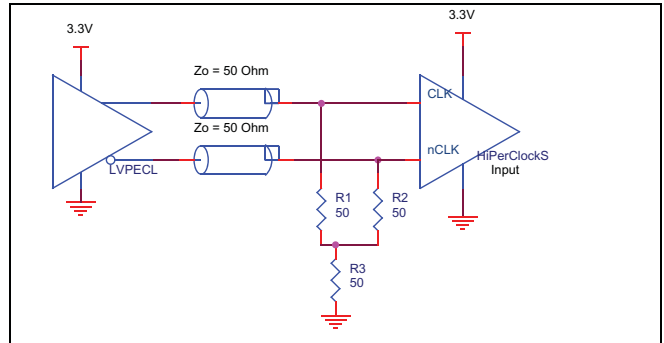 3.3V
3.3V
Zo = 50 Ohm
CLK
Zo = 50 Ohm
nCLK
HiPerClockS
Input
LVPECL
R1
50
R2
50
R3
50